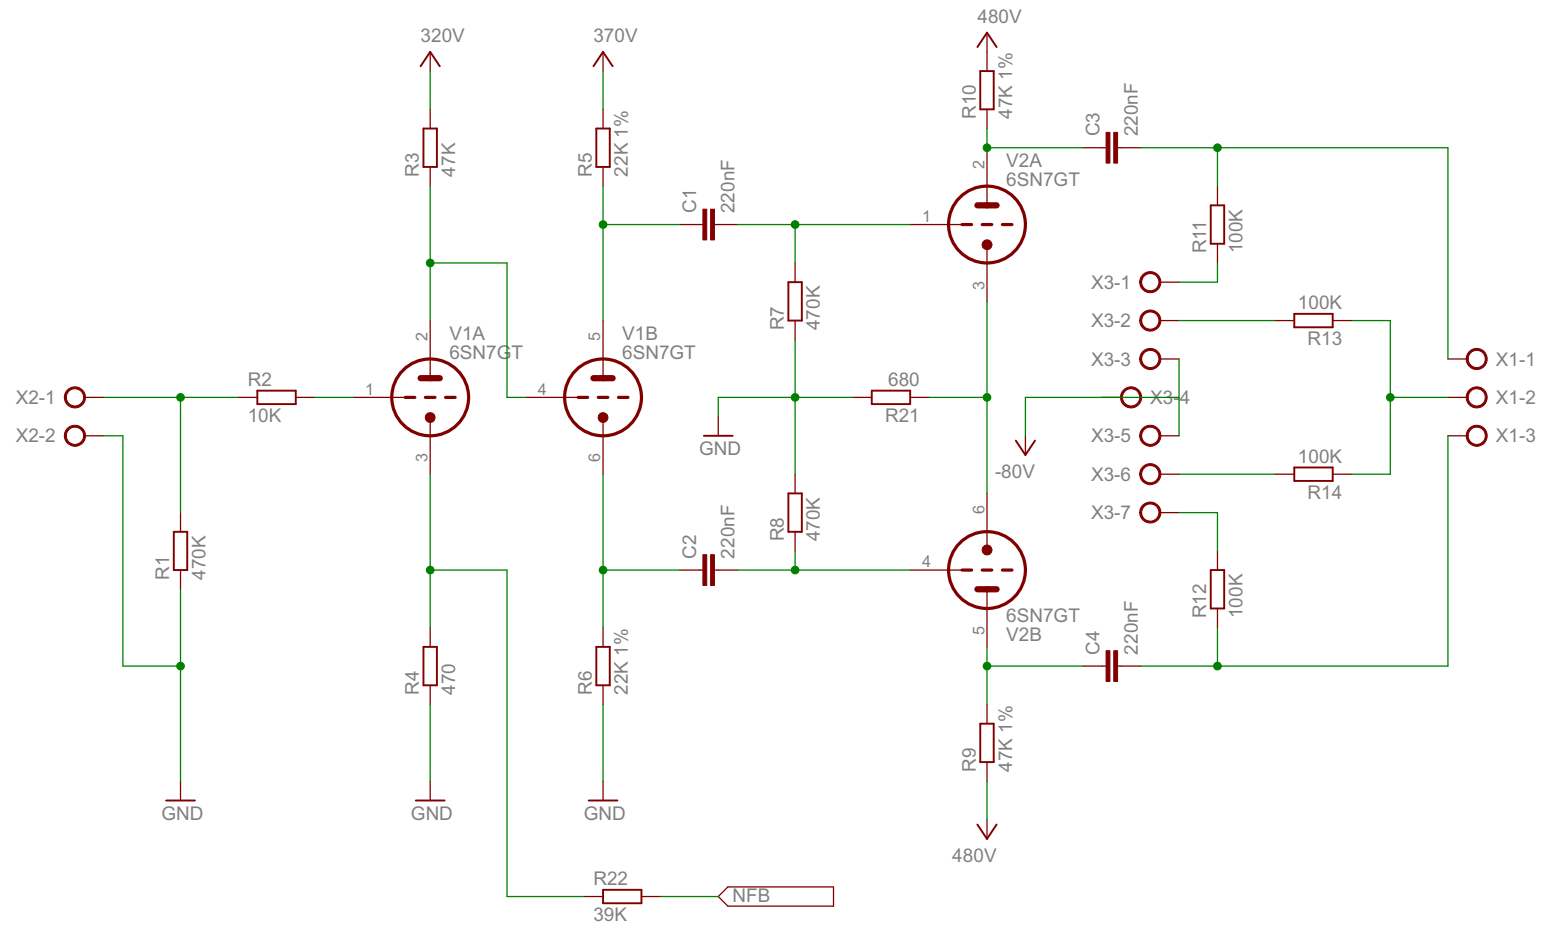 480V
320V
370V
R10
47K 1%
C3
220nF
R3
47K
R5
22K 1%
V2A
6SN7GT
2
C1
220nF
1
3
R11
100K
X3-1
R7
470K
100K
X3-2
R13
X3-3
V1A
6SN7GT
2
V1B
6SN7GT
5
X1-1
X2-1
R2
10K
1
4
680
R21
X3-4
X1-2
X2-2
GND
X3-5
X1-3
3
6
-80V
X3-6
100K
R14
6
X3-7
R8
470K
C2
220nF
4
R1
470K
R12
100K
6SN7GT
V2B
5
C4
220nF
R4
470
R6
22K 1%
R9
47K 1%
GND
GND
GND
480V
R22
39K
NFB